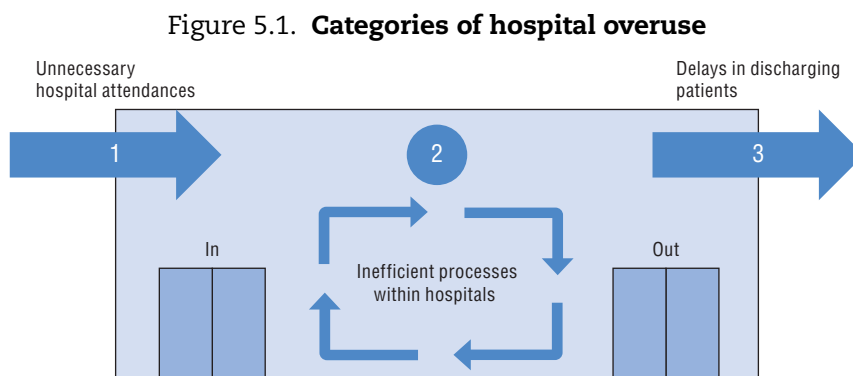 Figure 5.1. Categories of hospital overuse
Unnecessary
hospital attendances
Delays in discharging
patients
1
2
3
In
Out
Inefficient processes
within hospitals